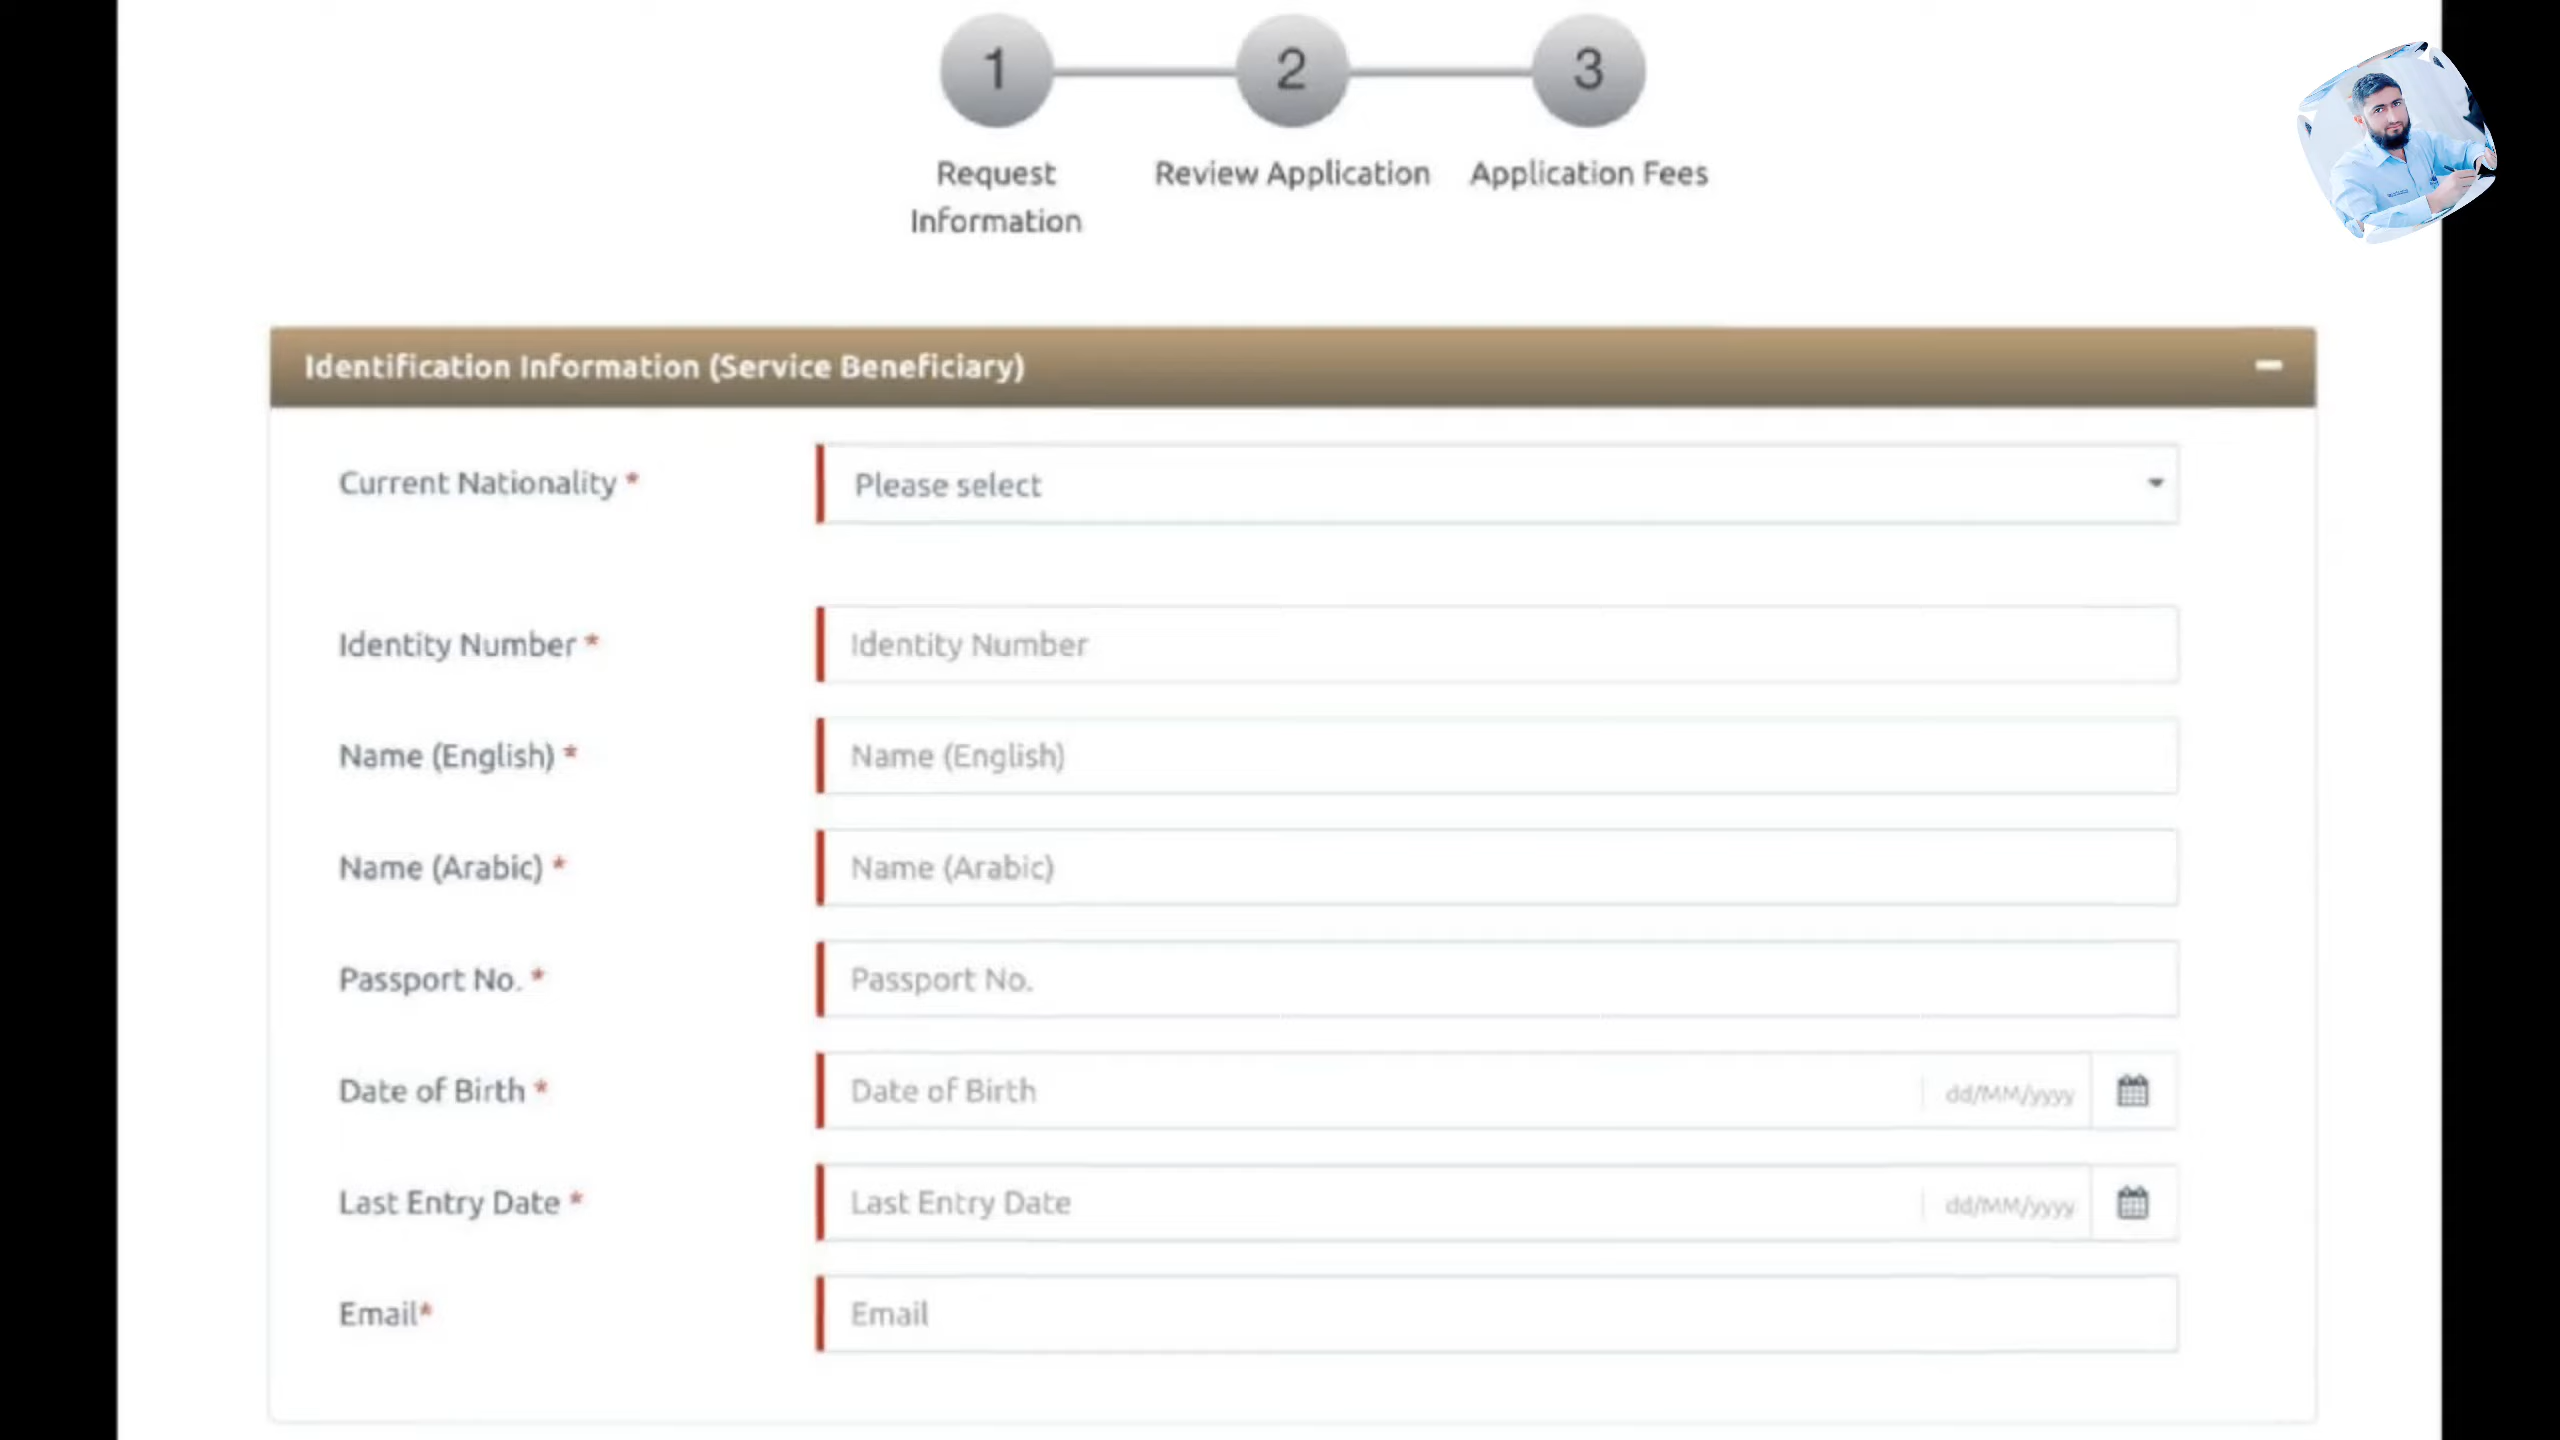 1 2 3
Request Information
Review Application
Application Fees
Identification Information (Service Beneficiary)
Current Nationality * Please select
Identity Number * Identity Number
Name (English) * Name (English)
Name (Arabic) * Name (Arabic)
Passport No. * Passport No.
Date of Birth * Date of Birth dd/MM/yyyy
Last Entry Date * Last Entry Date dd/MM/yyyy
Email* Email